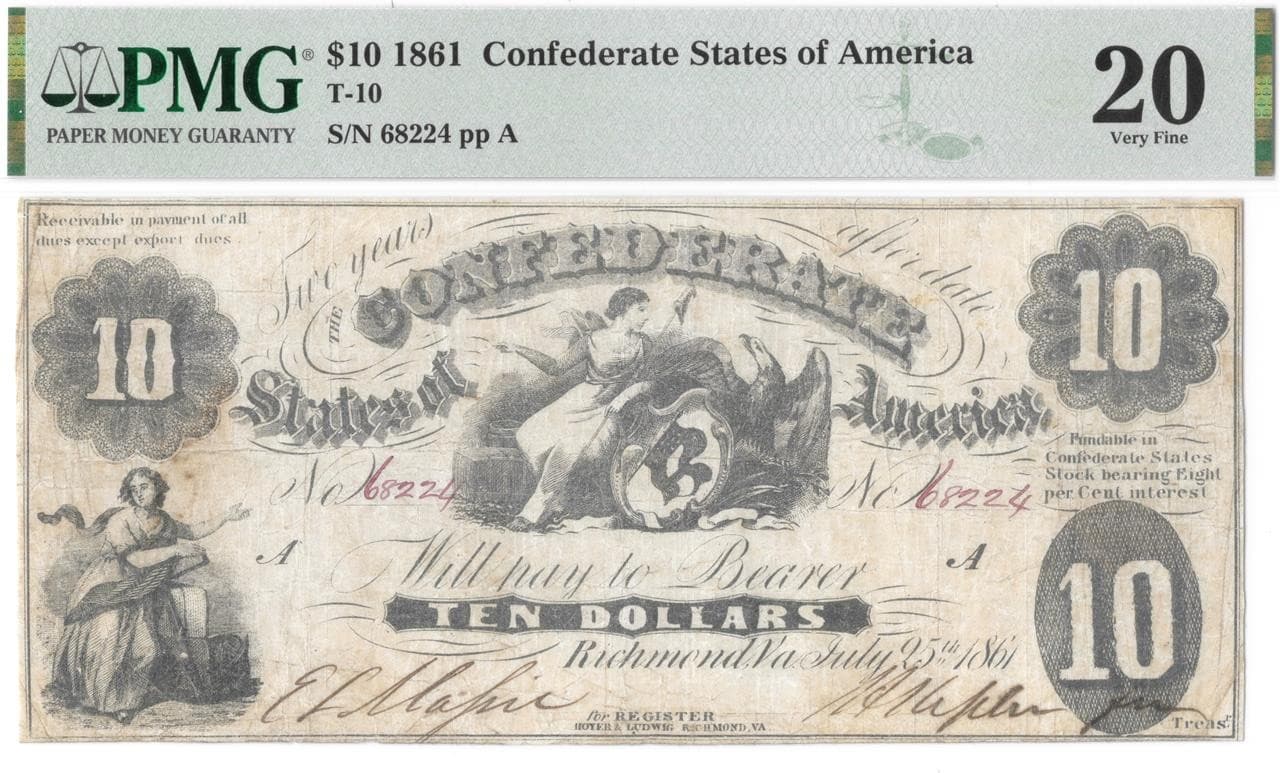 PMG®
PAPER MONEY GUARANTY
$10 1861 Confederate States of America
T-10
S/N 68224 pp A
20
Very Fine
Receivable in payment of all
dues except export dues.
Two years after date
THE CONFEDERATE
States of America
10
10
Fundable in
Confederate States
Stock bearing Eight
per Cent interest
No 68224
No 68224
A
A
Will pay to Bearer
TEN DOLLARS
10
Richmond, Va. July 25th 1861
for REGISTER
HOYER & LUDWIG RICHMOND, VA.
Treasr